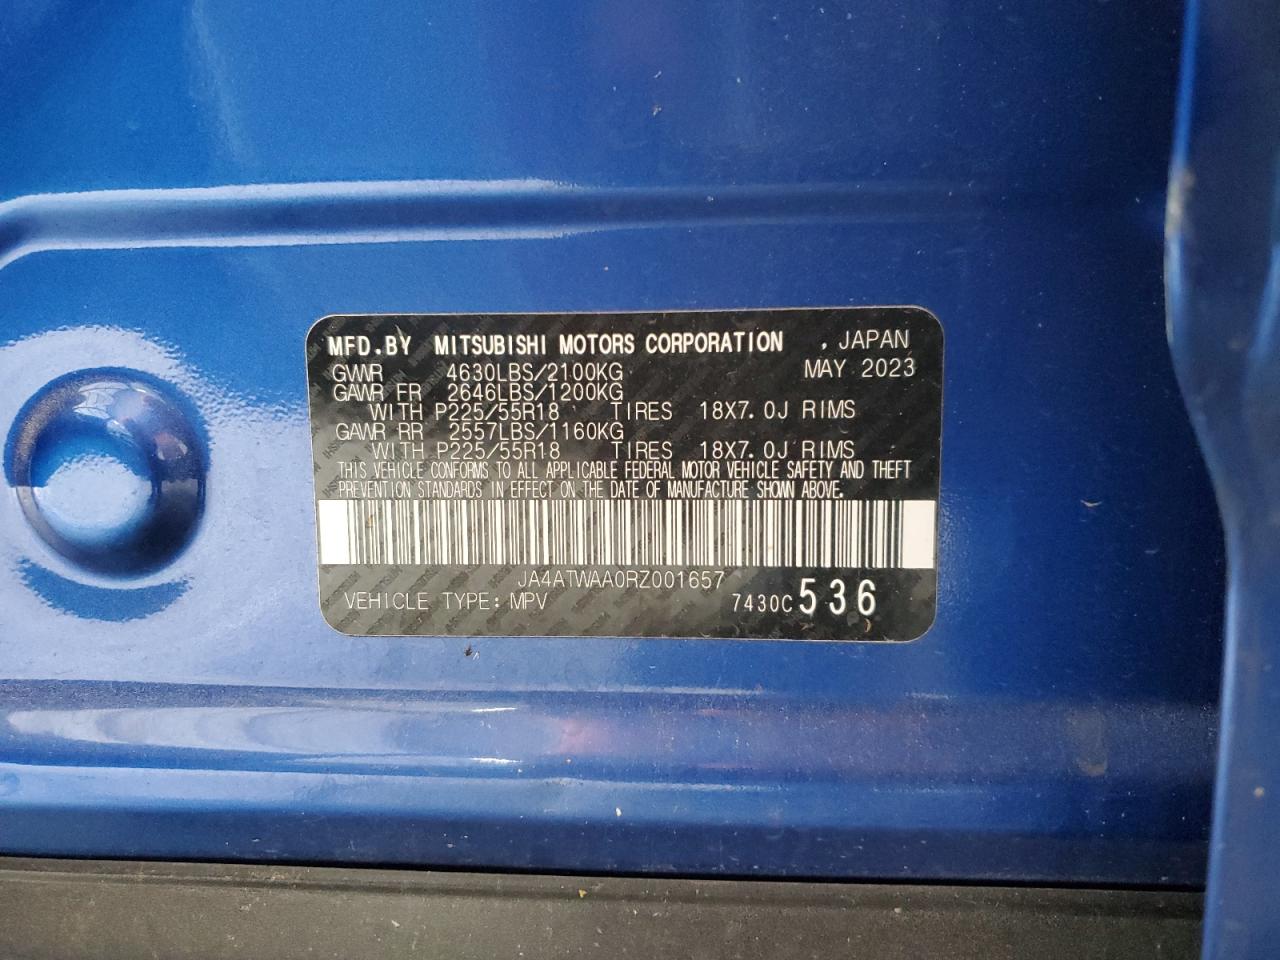 MFD.BY MITSUBISHI MOTORS CORPORATION , JAPAN
GWR 4630LBS/2100KG MAY 2023
GAWR FR 2646LBS/1200KG
WITH P225/55R18 TIRES 18X7.0J RIMS
GAWR RR 2557LBS/1160KG
WITH P225/55R18 TIRES 18X7.0J RIMS
THIS VEHICLE CONFORMS TO ALL APPLICABLE FEDERAL MOTOR VEHICLE SAFETY AND THEFT
PREVENTION STANDARDS IN EFFECT ON THE DATE OF MANUFACTURE SHOWN ABOVE.
JA4ATWAA0RZ001657
VEHICLE TYPE: MPV 7430C 536